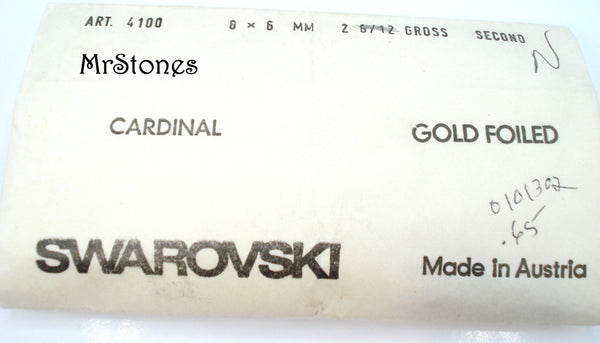 ART. 4100 8 × 6 MM 2 6/12 GROSS SECOND N
MrStones
CARDINAL GOLD FOILED
0101302
.65
SWAROVSKI Made in Austria